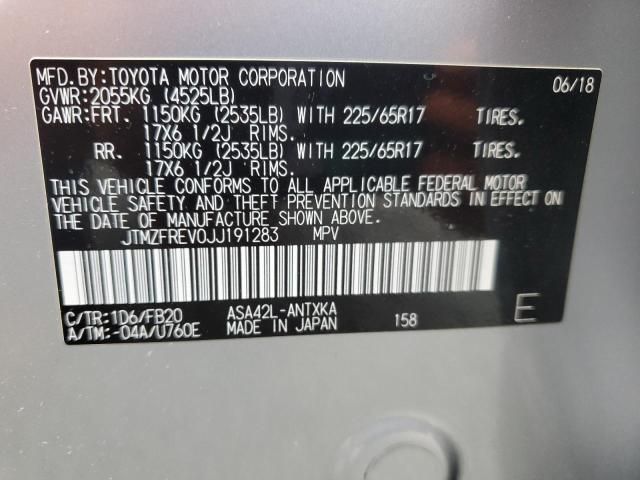 MFD.BY:TOYOTA MOTOR CORPORATION 06/18
GVWR:2055KG (4525LB)
GAWR:FRT. 1150KG (2535LB) WITH 225/65R17 TIRES.
17X6 1/2J RIMS.
RR. 1150KG (2535LB) WITH 225/65R17 TIRES.
17X6 1/2J RIMS.
THIS VEHICLE CONFORMS TO ALL APPLICABLE FEDERAL MOTOR
VEHICLE SAFETY AND THEFT PREVENTION STANDARDS IN EFFECT ON
THE DATE OF MANUFACTURE SHOWN ABOVE.
JTMZFREV0JJ191283 MPV
C/TR:1D6/FB20 ASA42L-ANTXKA
A/TM:-04A/U760E MADE IN JAPAN 158 E